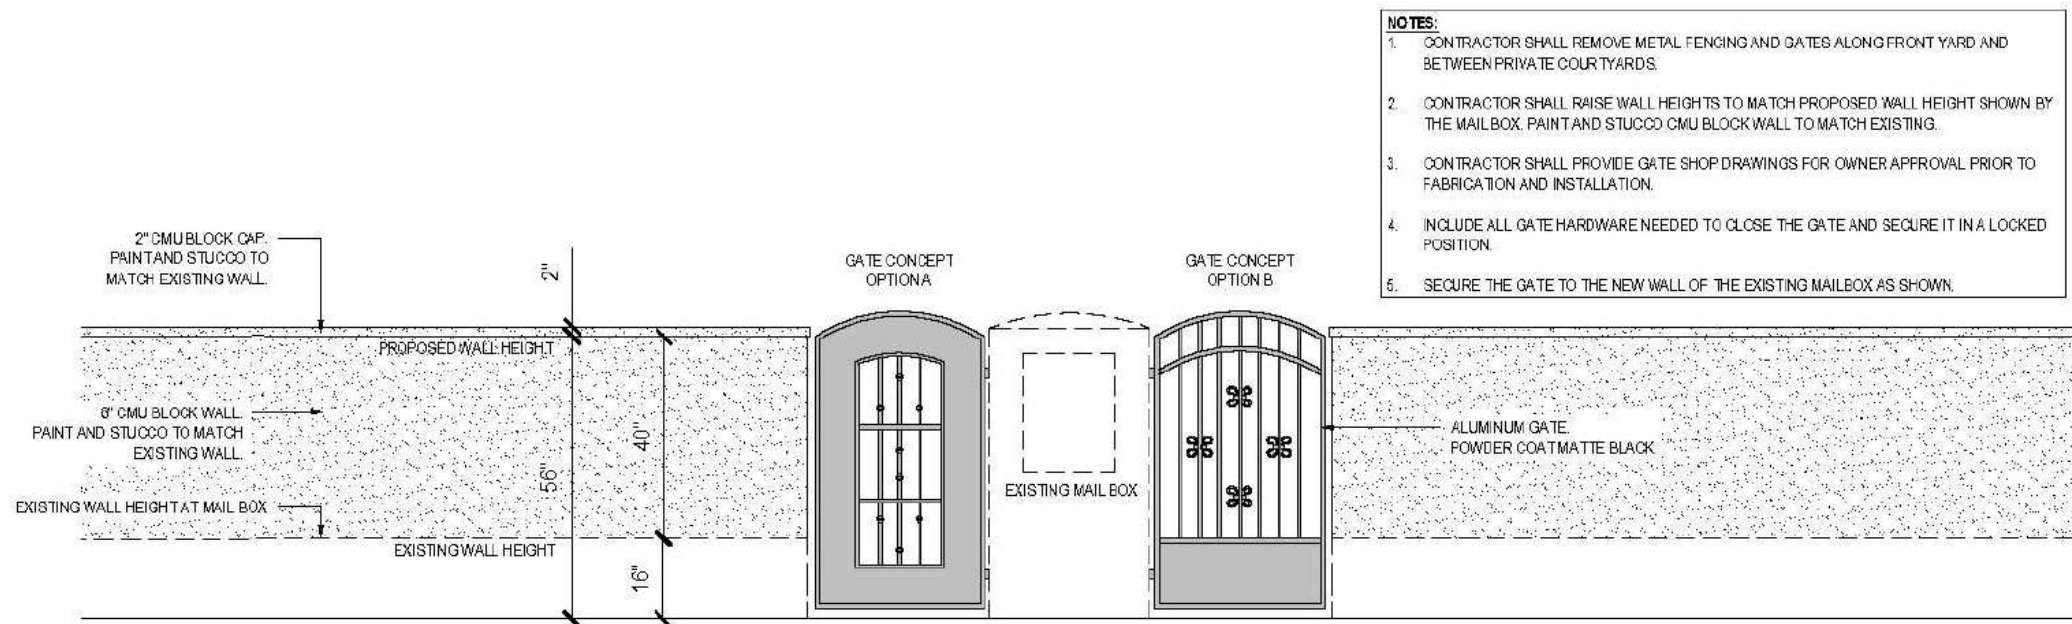 NOTES:
1. CONTRACTOR SHALL REMOVE METAL FENCING AND GATES ALONG FRONT YARD AND
BETWEEN PRIVATE COURTYARDS.
2. CONTRACTOR SHALL RAISE WALL HEIGHTS TO MATCH PROPOSED WALL HEIGHT SHOWN BY
THE MAILBOX. PAINT AND STUCCO CMU BLOCK WALL TO MATCH EXISTING.
3. CONTRACTOR SHALL PROVIDE GATE SHOP DRAWINGS FOR OWNER APPROVAL PRIOR TO
FABRICATION AND INSTALLATION.
4. INCLUDE ALL GATE HARDWARE NEEDED TO CLOSE THE GATE AND SECURE IT IN A LOCKED
POSITION.
5. SECURE THE GATE TO THE NEW WALL OF THE EXISTING MAILBOX AS SHOWN.
2" CMU BLOCK CAP.
PAINT AND STUCCO TO
MATCH EXISTING WALL.
2"
GATE CONCEPT
OPTION A
GATE CONCEPT
OPTION B
PROPOSED WALL HEIGHT
6" CMU BLOCK WALL.
PAINT AND STUCCO TO MATCH
EXISTING WALL.
56"
40"
ALUMINUM GATE.
POWDER COAT MATTE BLACK
EXISTING MAIL BOX
EXISTING WALL HEIGHT AT MAIL BOX
EXISTING WALL HEIGHT
16"